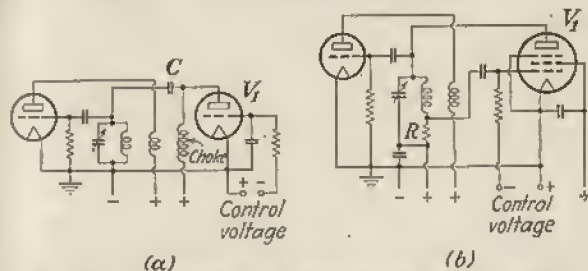 C
V1
Choke
- + + + -
Control
voltage
(a)
V1
R
- + + - + +
Control
voltage
(b)